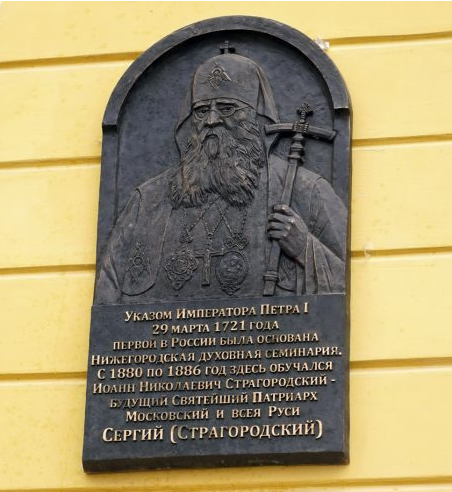 Указом Императора Петра I
29 марта 1721 года
первой в России была основана
Нижегородская духовная семинария.
С 1880 по 1886 год здесь обучался
Иоанн Николаевич Страгородский -
будущий Святейший Патриарх
Московский и всея Руси
Сергий (Страгородский)